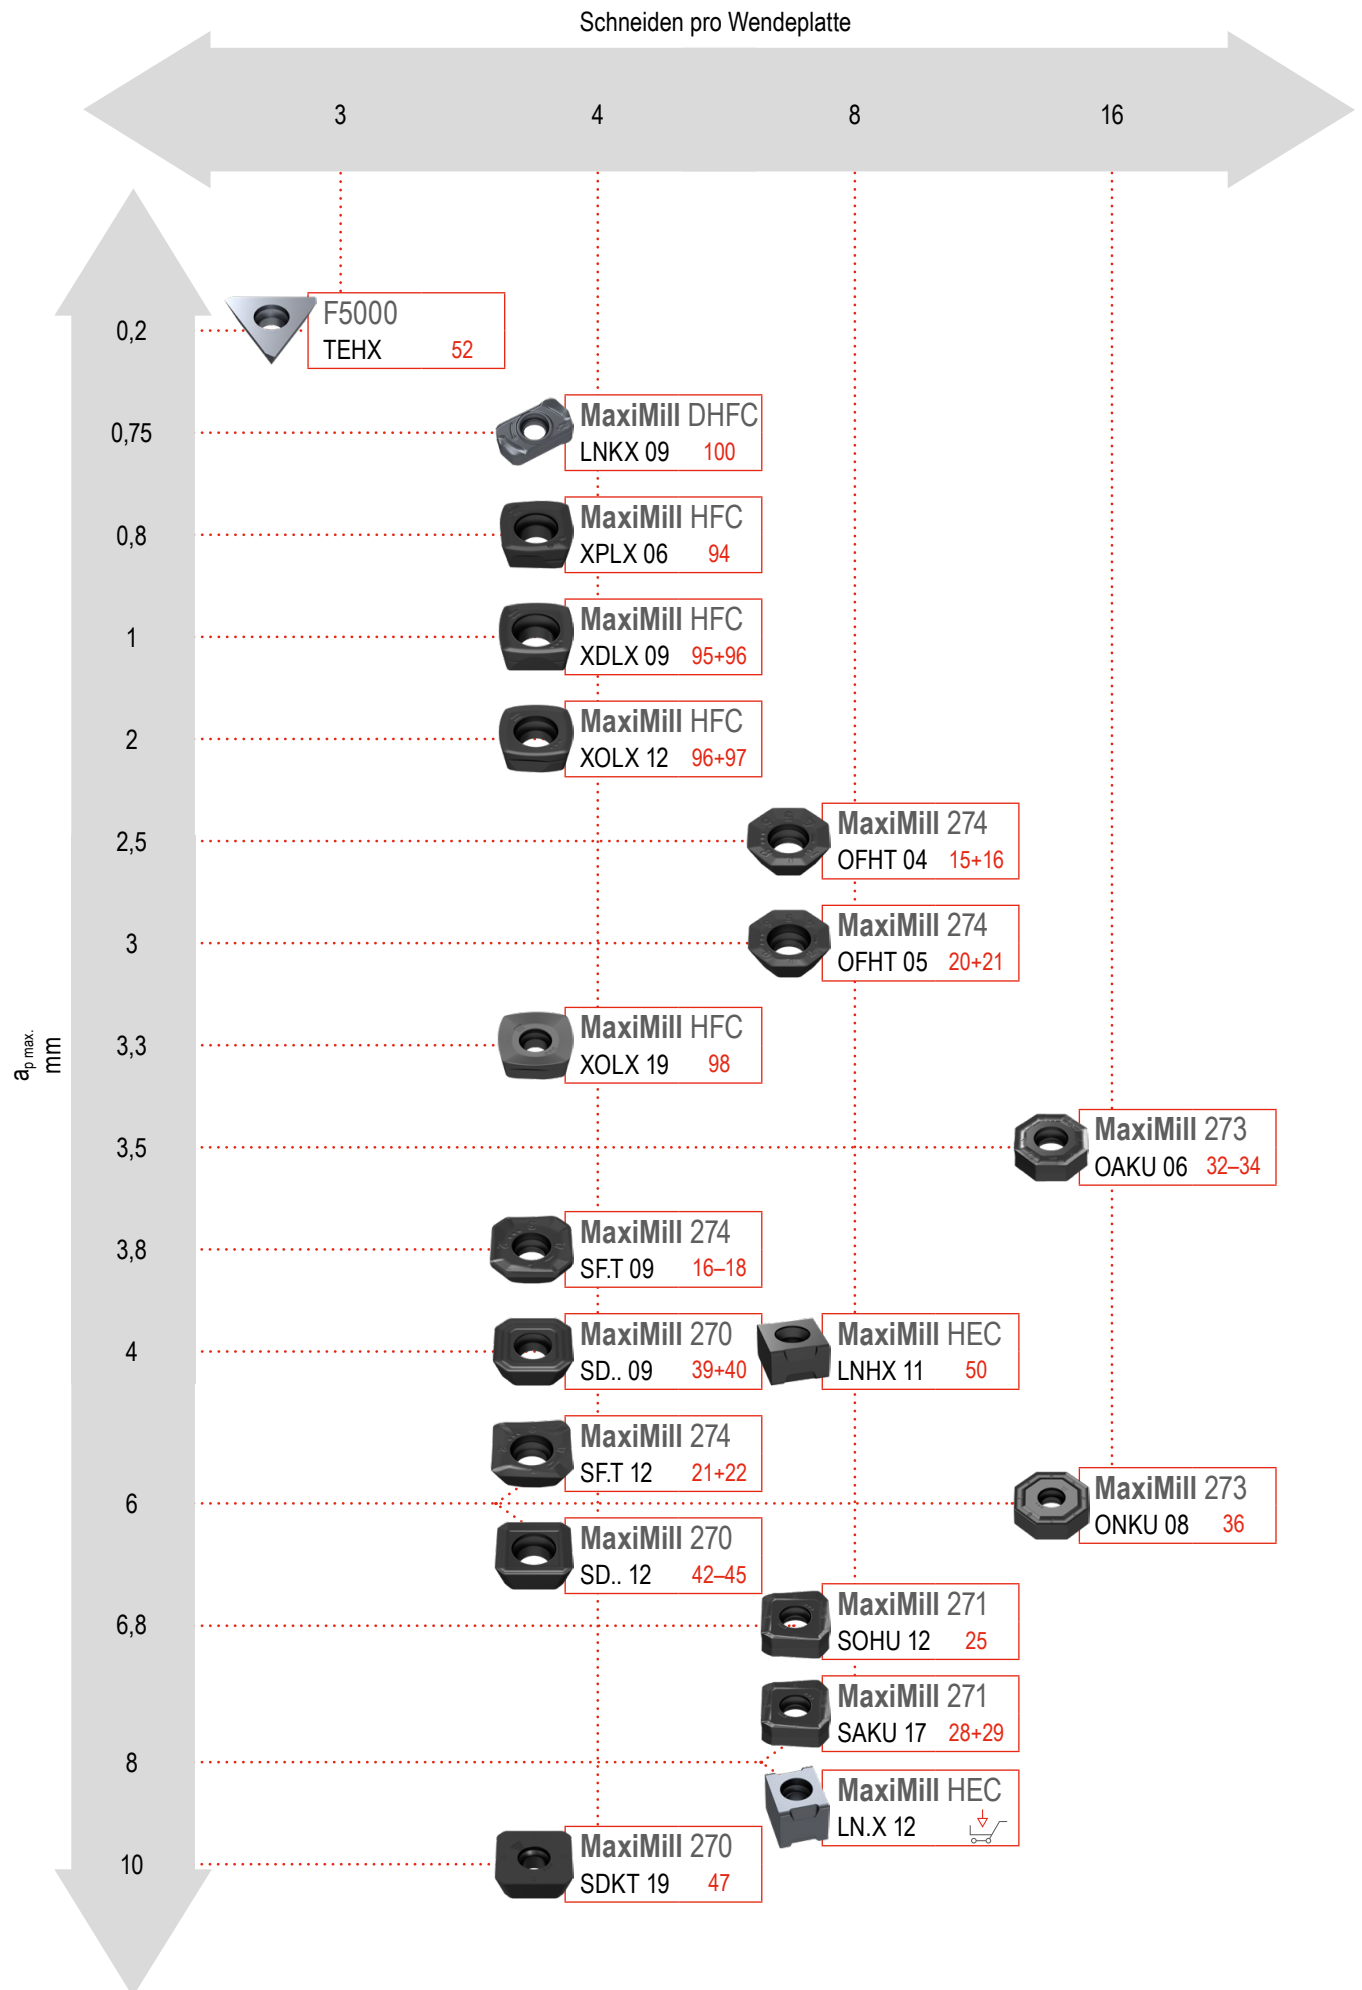 Schneiden pro Wendeplatte
3 4 8 16
0,2
F5000
TEHX 52
0,75
MaxiMill DHFC
LNKX 09 100
0,8
MaxiMill HFC
XPLX 06 94
1
MaxiMill HFC
XDLX 09 95+96
2
MaxiMill HFC
XOLX 12 96+97
2,5
MaxiMill 274
OFHT 04 15+16
3
MaxiMill 274
OFHT 05 20+21
ap max.
mm
3,3
MaxiMill HFC
XOLX 19 98
3,5
MaxiMill 273
OAKU 06 32–34
3,8
MaxiMill 274
SF.T 09 16–18
4
MaxiMill 270
SD.. 09 39+40
MaxiMill HEC
LNHX 11 50
6
MaxiMill 274
SF.T 12 21+22
MaxiMill 273
ONKU 08 36
MaxiMill 270
SD.. 12 42–45
6,8
MaxiMill 271
SOHU 12 25
8
MaxiMill 271
SAKU 17 28+29
MaxiMill HEC
LN.X 12
10
MaxiMill 270
SDKT 19 47